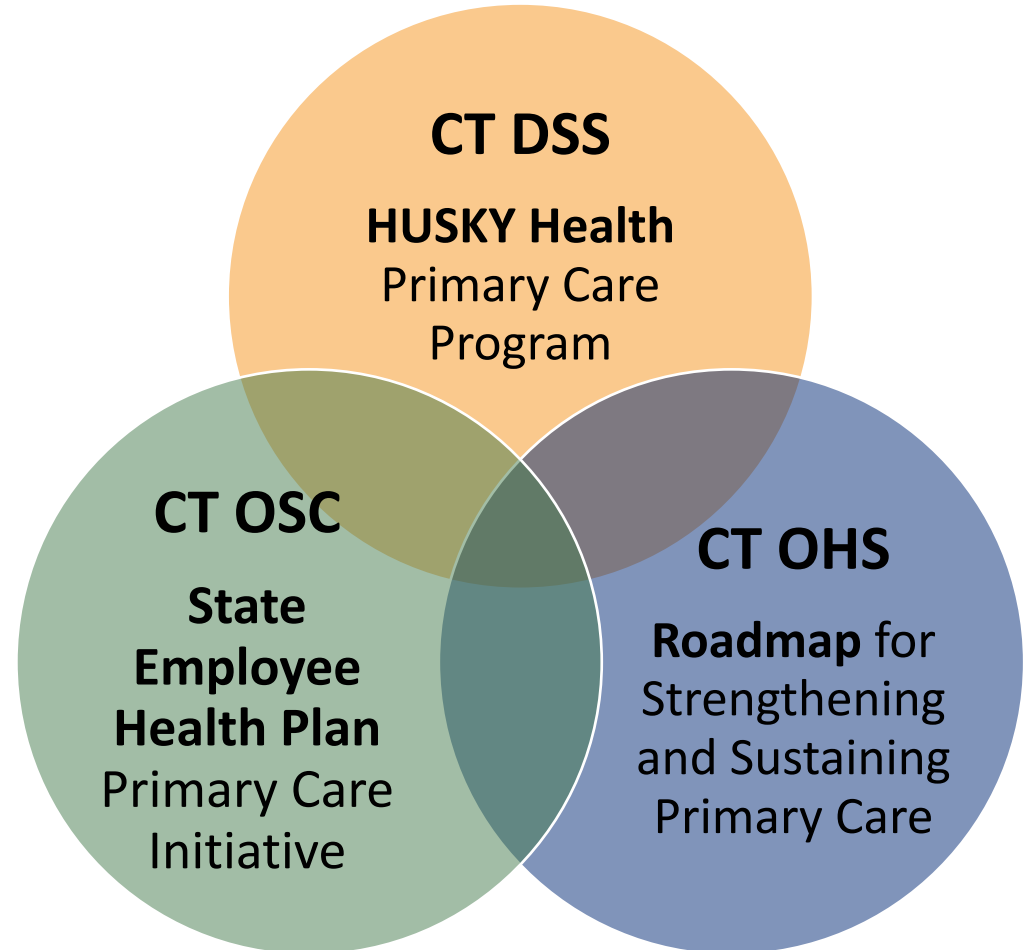 CT DSS
HUSKY Health
Primary Care
Program
CT OSC
State
Employee
Health Plan
Primary Care
Initiative
CT OHS
Roadmap for
Strengthening
and Sustaining
Primary Care